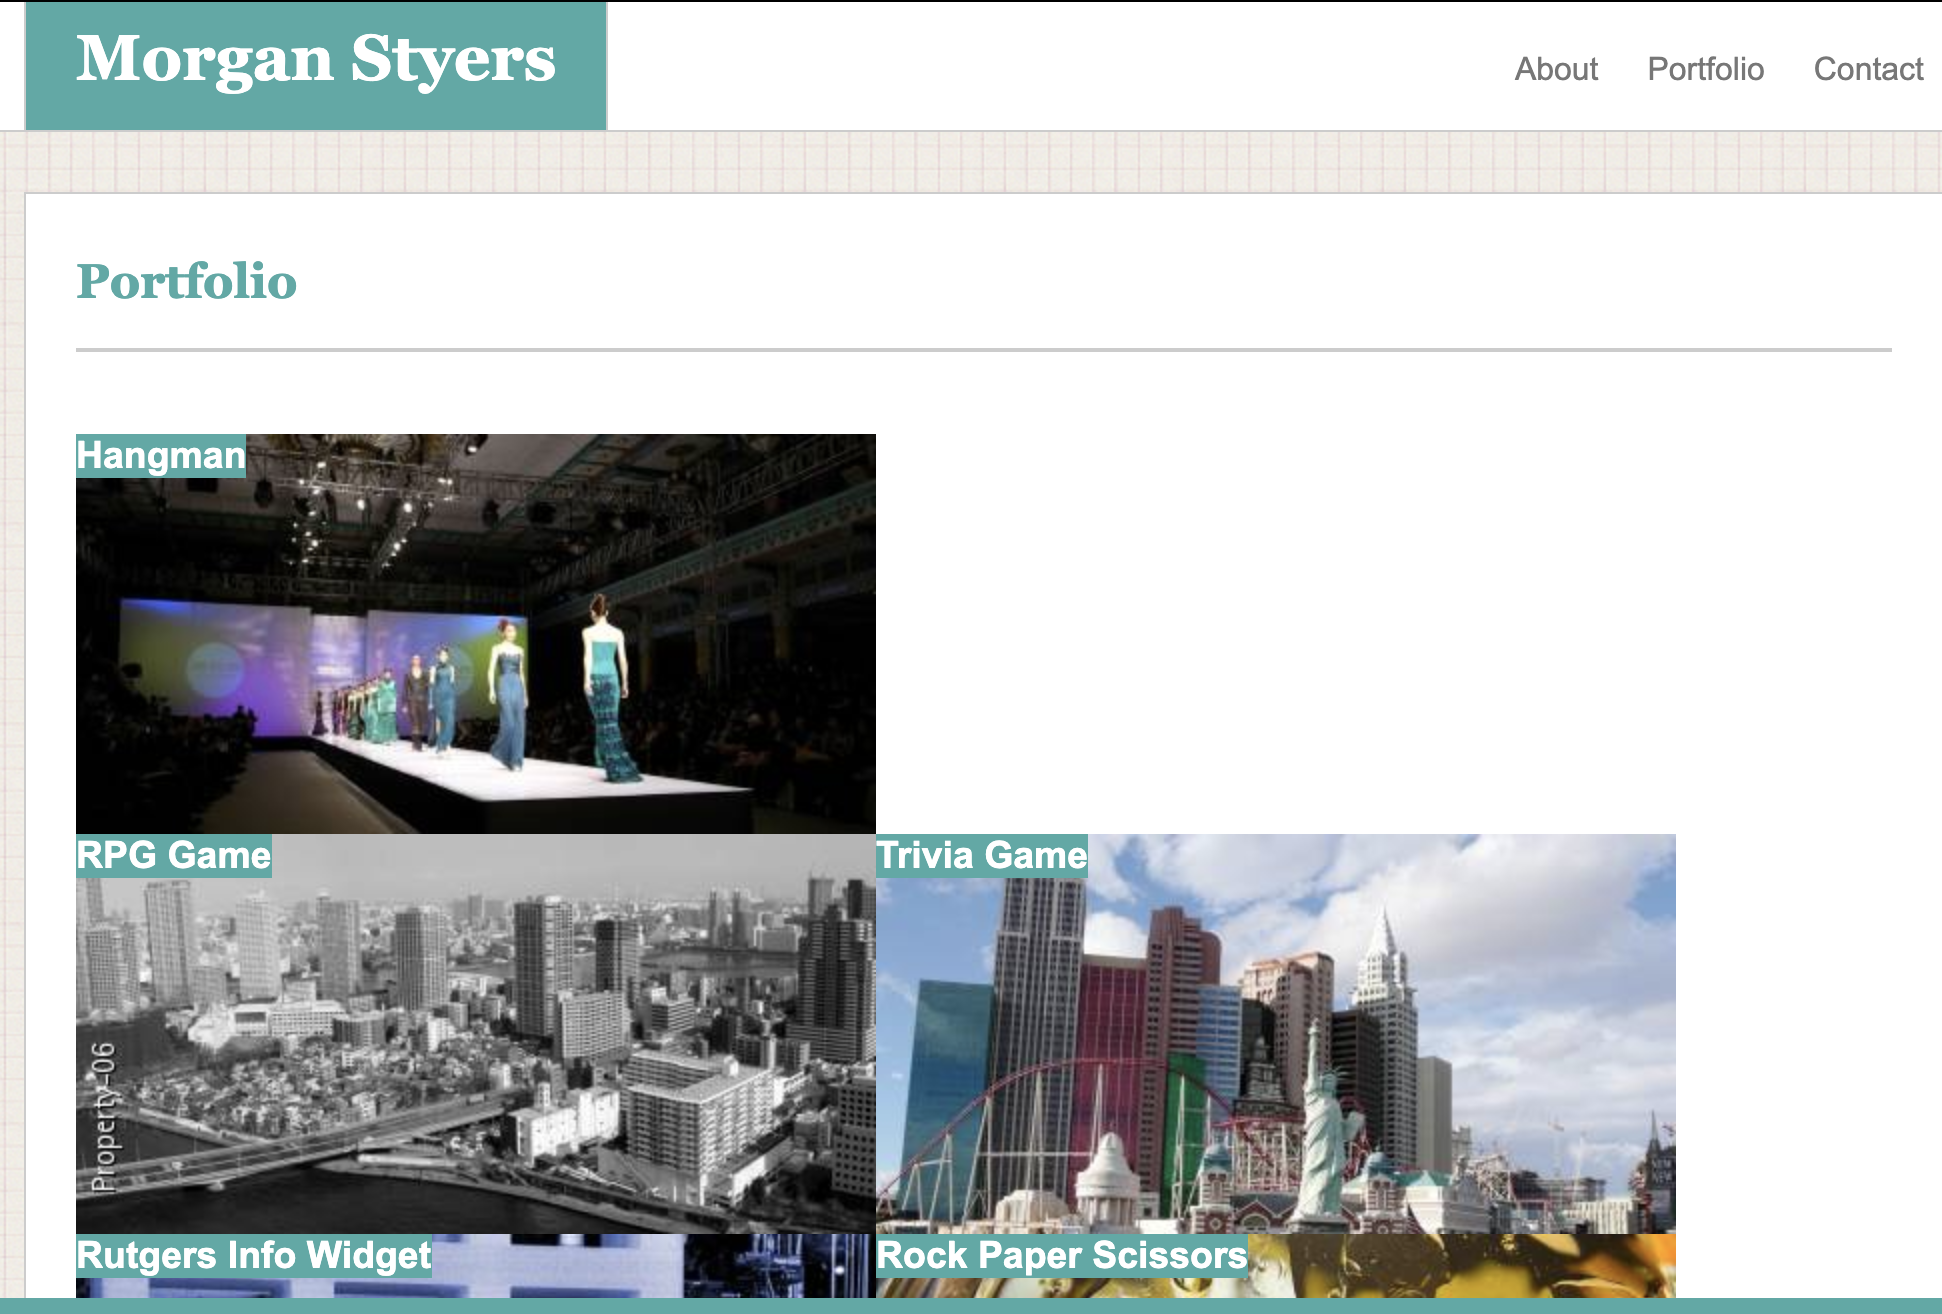 Morgan Styers
About Portfolio Contact
Portfolio
Hangman
RPG Game
Trivia Game
Property-06
Rutgers Info Widget
Rock Paper Scissors